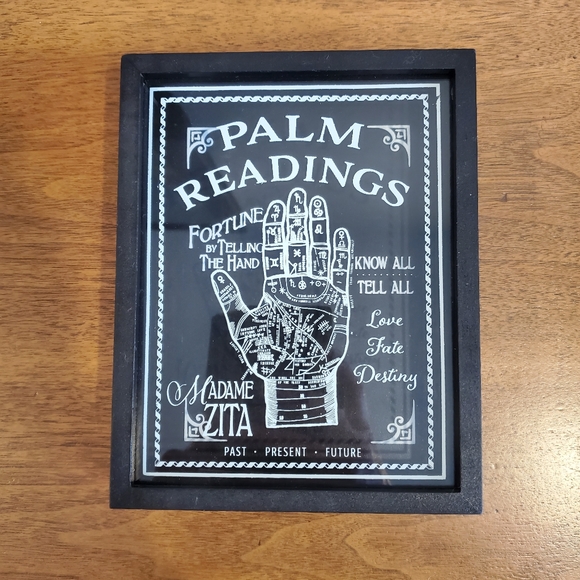 PALM
READINGS
FORTUNE
BY TELLING
THE HAND
KNOW ALL
TELL ALL
Love
Fate
Destiny
MADAME
ZITA
PAST · PRESENT · FUTURE